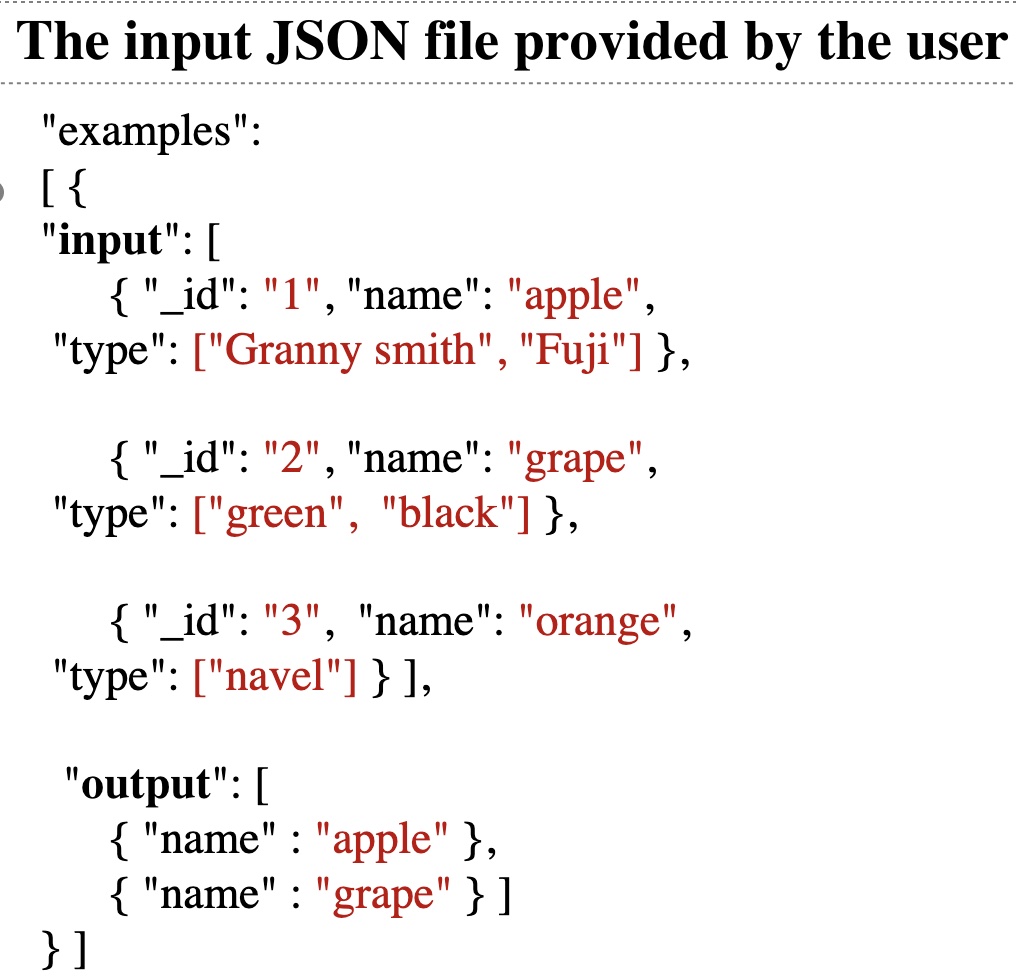 The input JSON file provided by the user
"examples":
[ {
"input": [
{ "_id": "1", "name": "apple",
"type": ["Granny smith", "Fuji"] },
{ "_id": "2", "name": "grape",
"type": ["green",  "black"] },
{ "_id": "3",  "name": "orange",
"type": ["navel"] } ],
"output": [
{ "name" : "apple" },
{ "name" : "grape" } ]
} ]